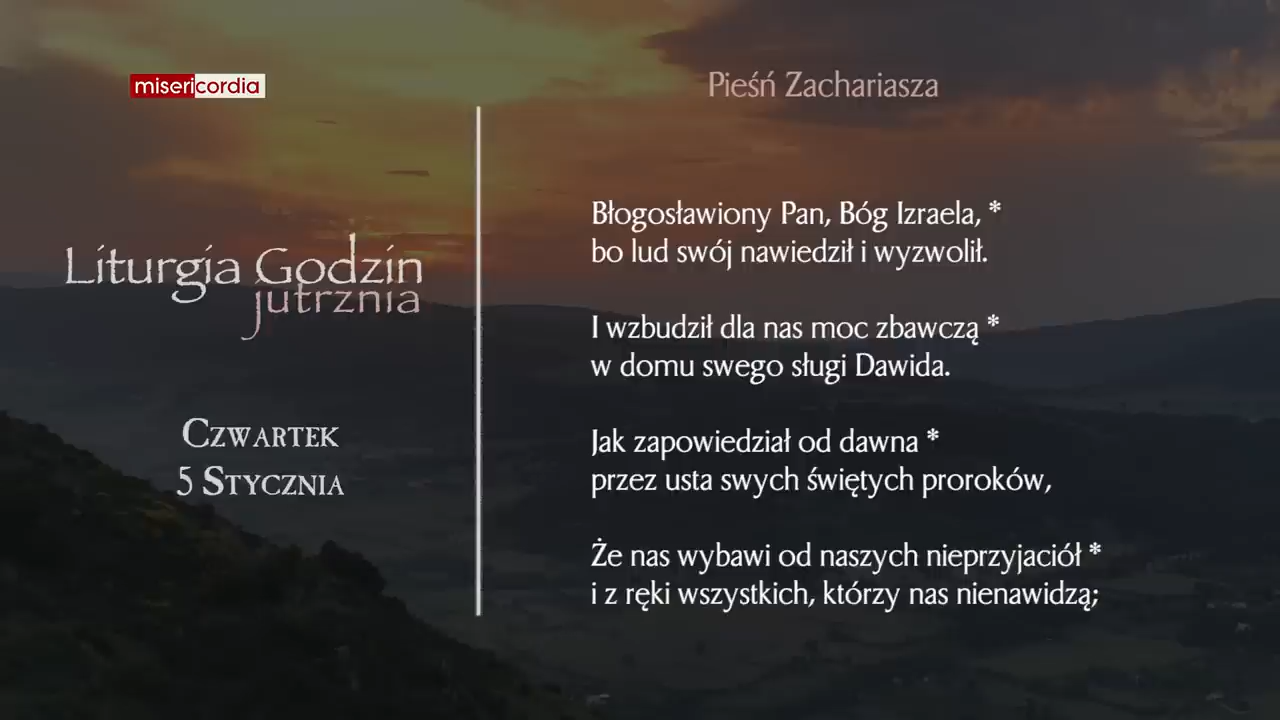 misericordia
Liturgia Godzin
jutrznia
Czwartek
5 Stycznia
Pieśń Zachariasza
Błogosławiony Pan, Bóg Izraela, *
bo lud swój nawiedził i wyzwolił.
I wzbudził dla nas moc zbawczą *
w domu swego sługi Dawida.
Jak zapowiedział od dawna *
przez usta swych świętych proroków,
Że nas wybawi od naszych nieprzyjaciół *
i z ręki wszystkich, którzy nas nienawidzą;